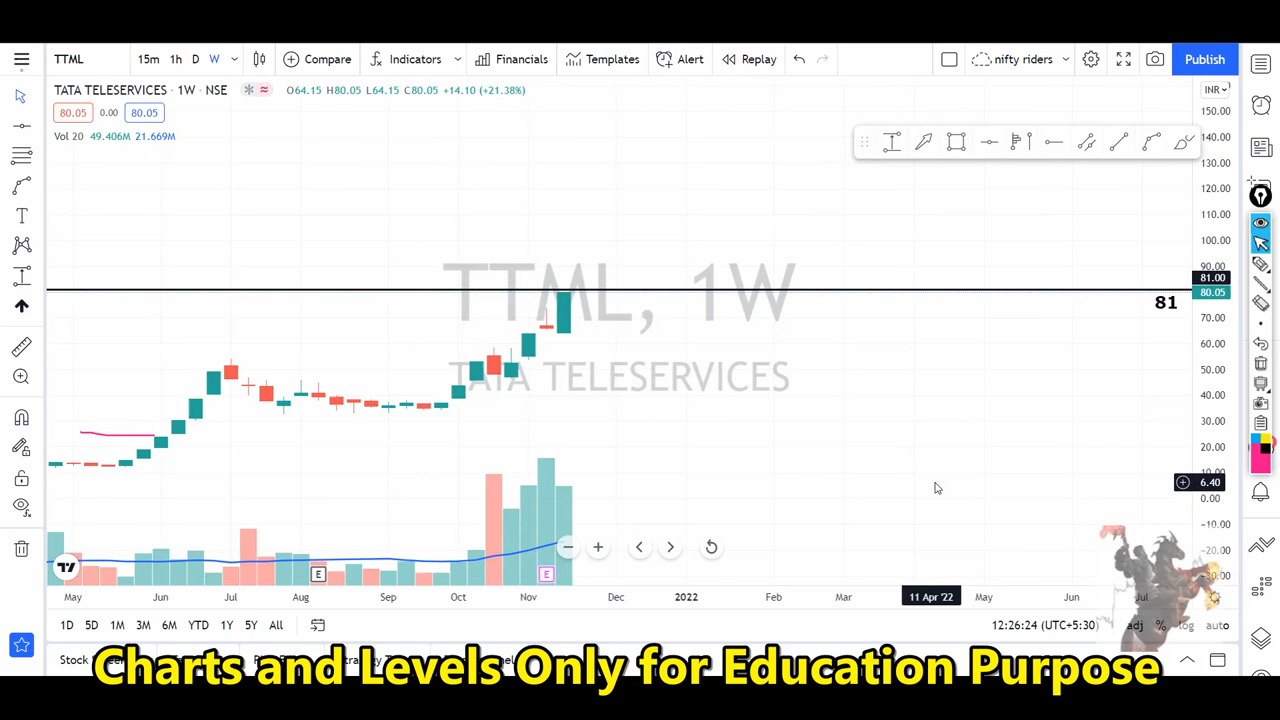 TTML 15m 1h D W Compare Indicators Financials Templates Alert Replay nifty riders Publish
TATA TELESERVICES · 1W · NSE O64.15 H80.05 L64.15 C80.05 +14.10 (+21.38%)
INR
80.05 0.00 80.05
Vol 20 49.406M 21.669M
150.00
140.00
130.00
120.00
110.00
100.00
90.00
81.00
80.05
81
70.00
60.00
50.00
40.00
30.00
20.00
10.00
6.40
0.00
-10.00
-20.00
-30.00
TTML, 1W
TATA TELESERVICES
E E
May Jun Jul Aug Sep Oct Nov Dec 2022 Feb Mar 11 Apr '22 May Jun Jul
1D 5D 1M 3M 6M YTD 1Y 5Y All 12:26:24 (UTC+5:30) adj % log auto
Charts and Levels Only for Education Purpose